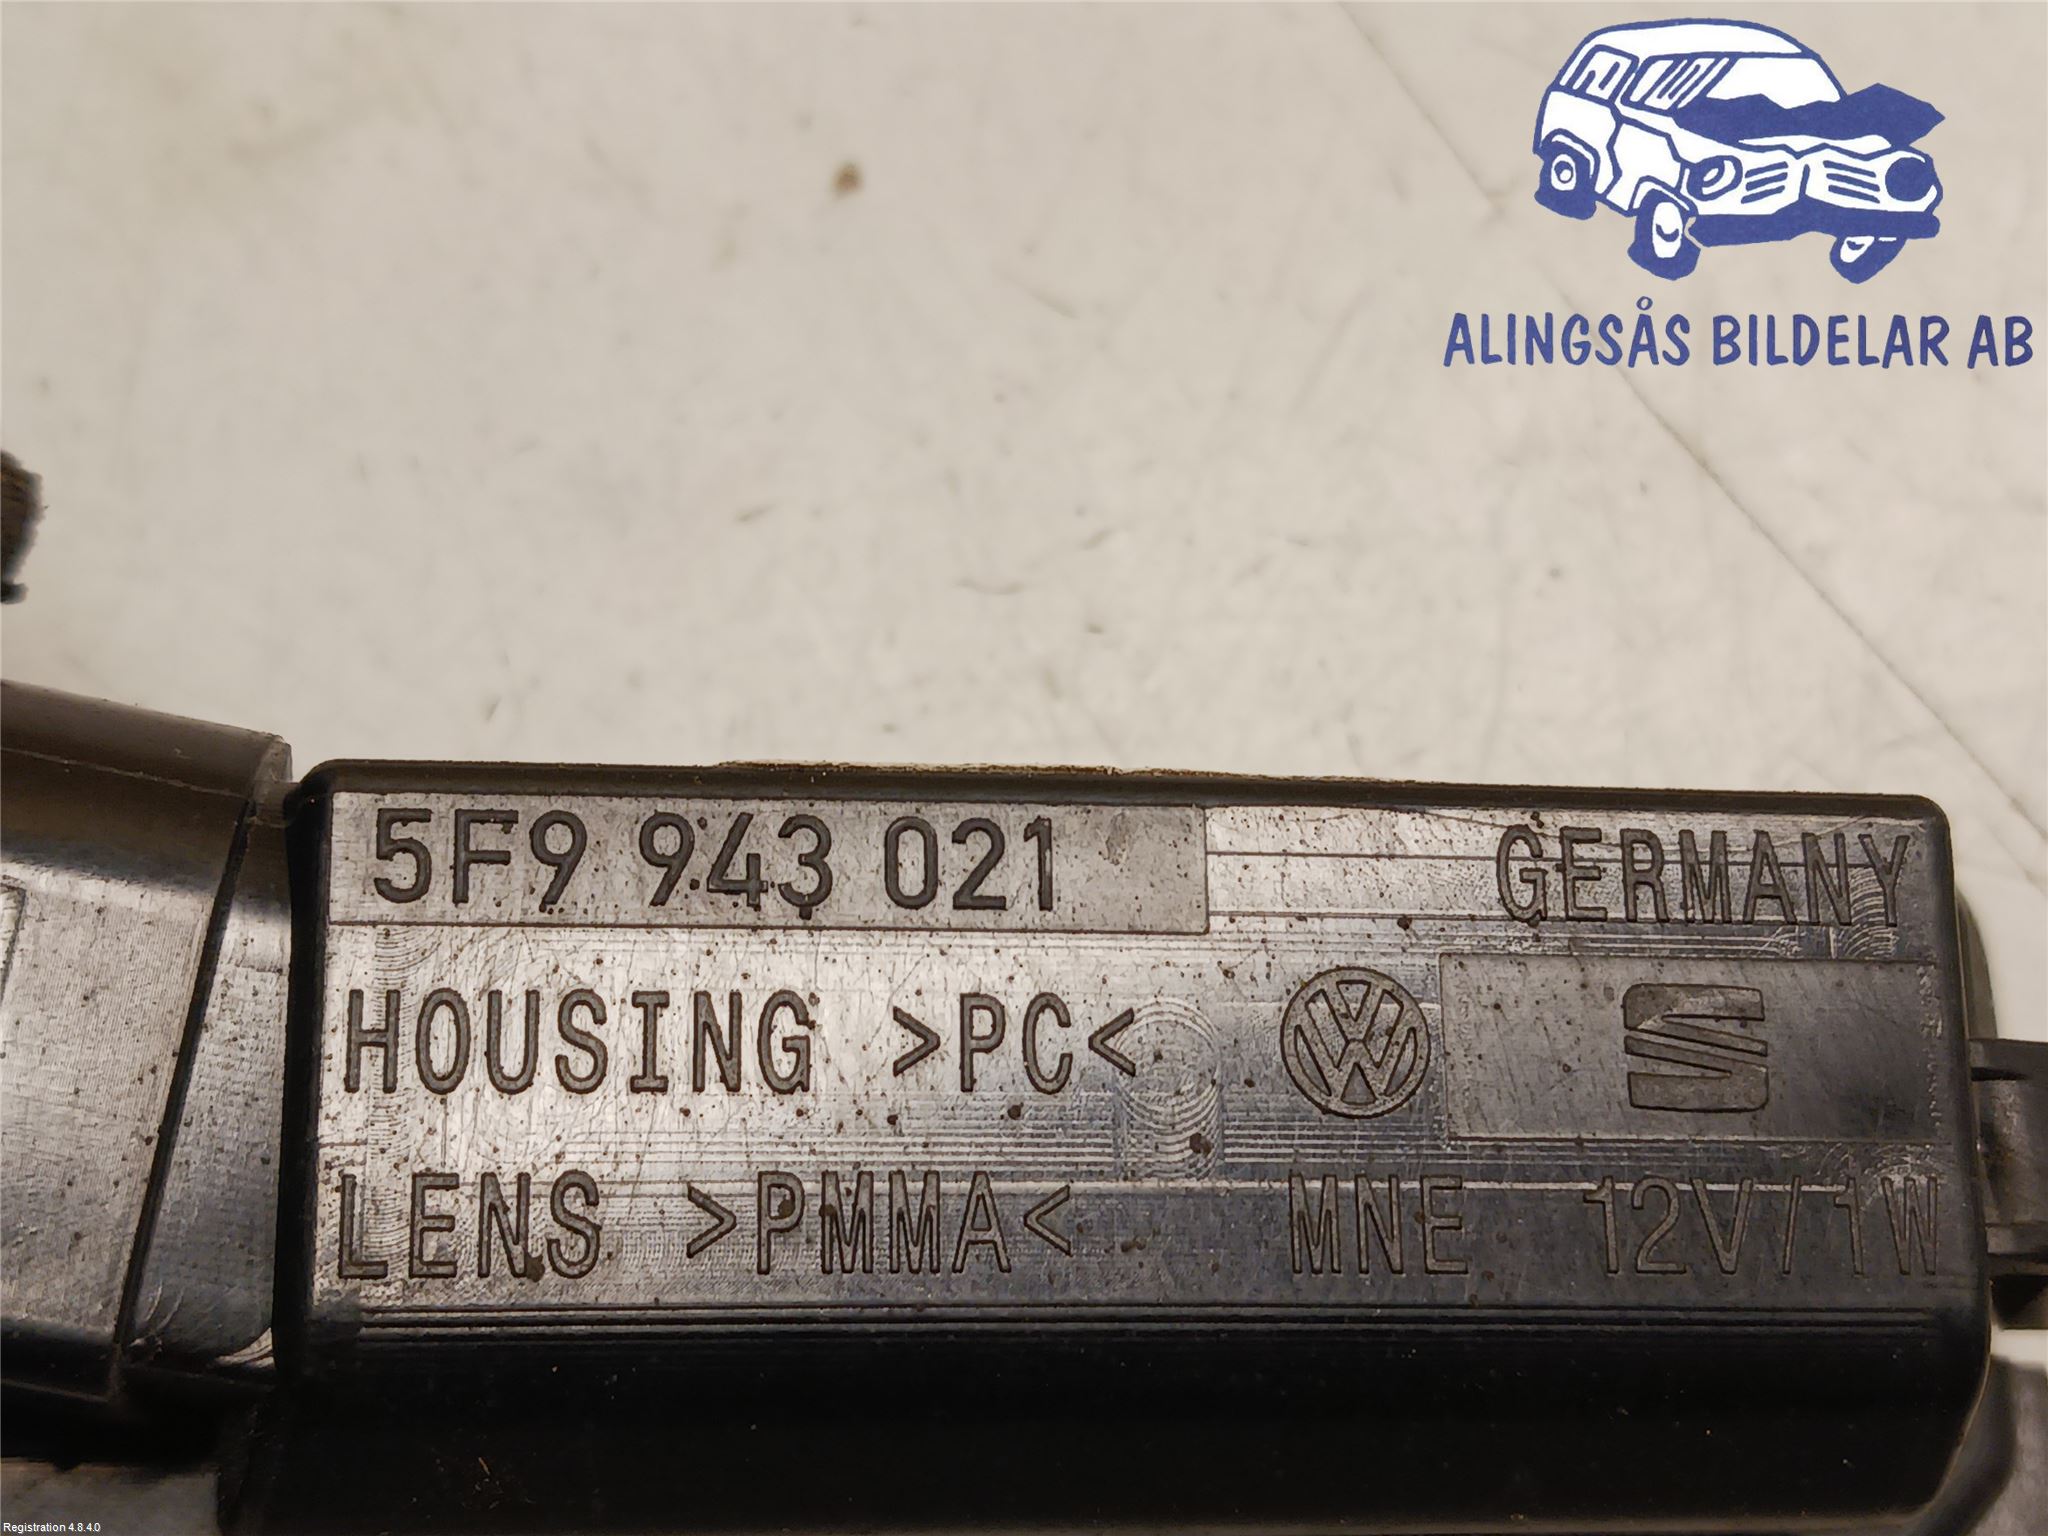 ALINGSÅS BILDELAR AB
5F9 943 021 GERMANY
HOUSING >PC<
LENS >PMMA< MNE 12V/1W
Registration 4.8.4.0